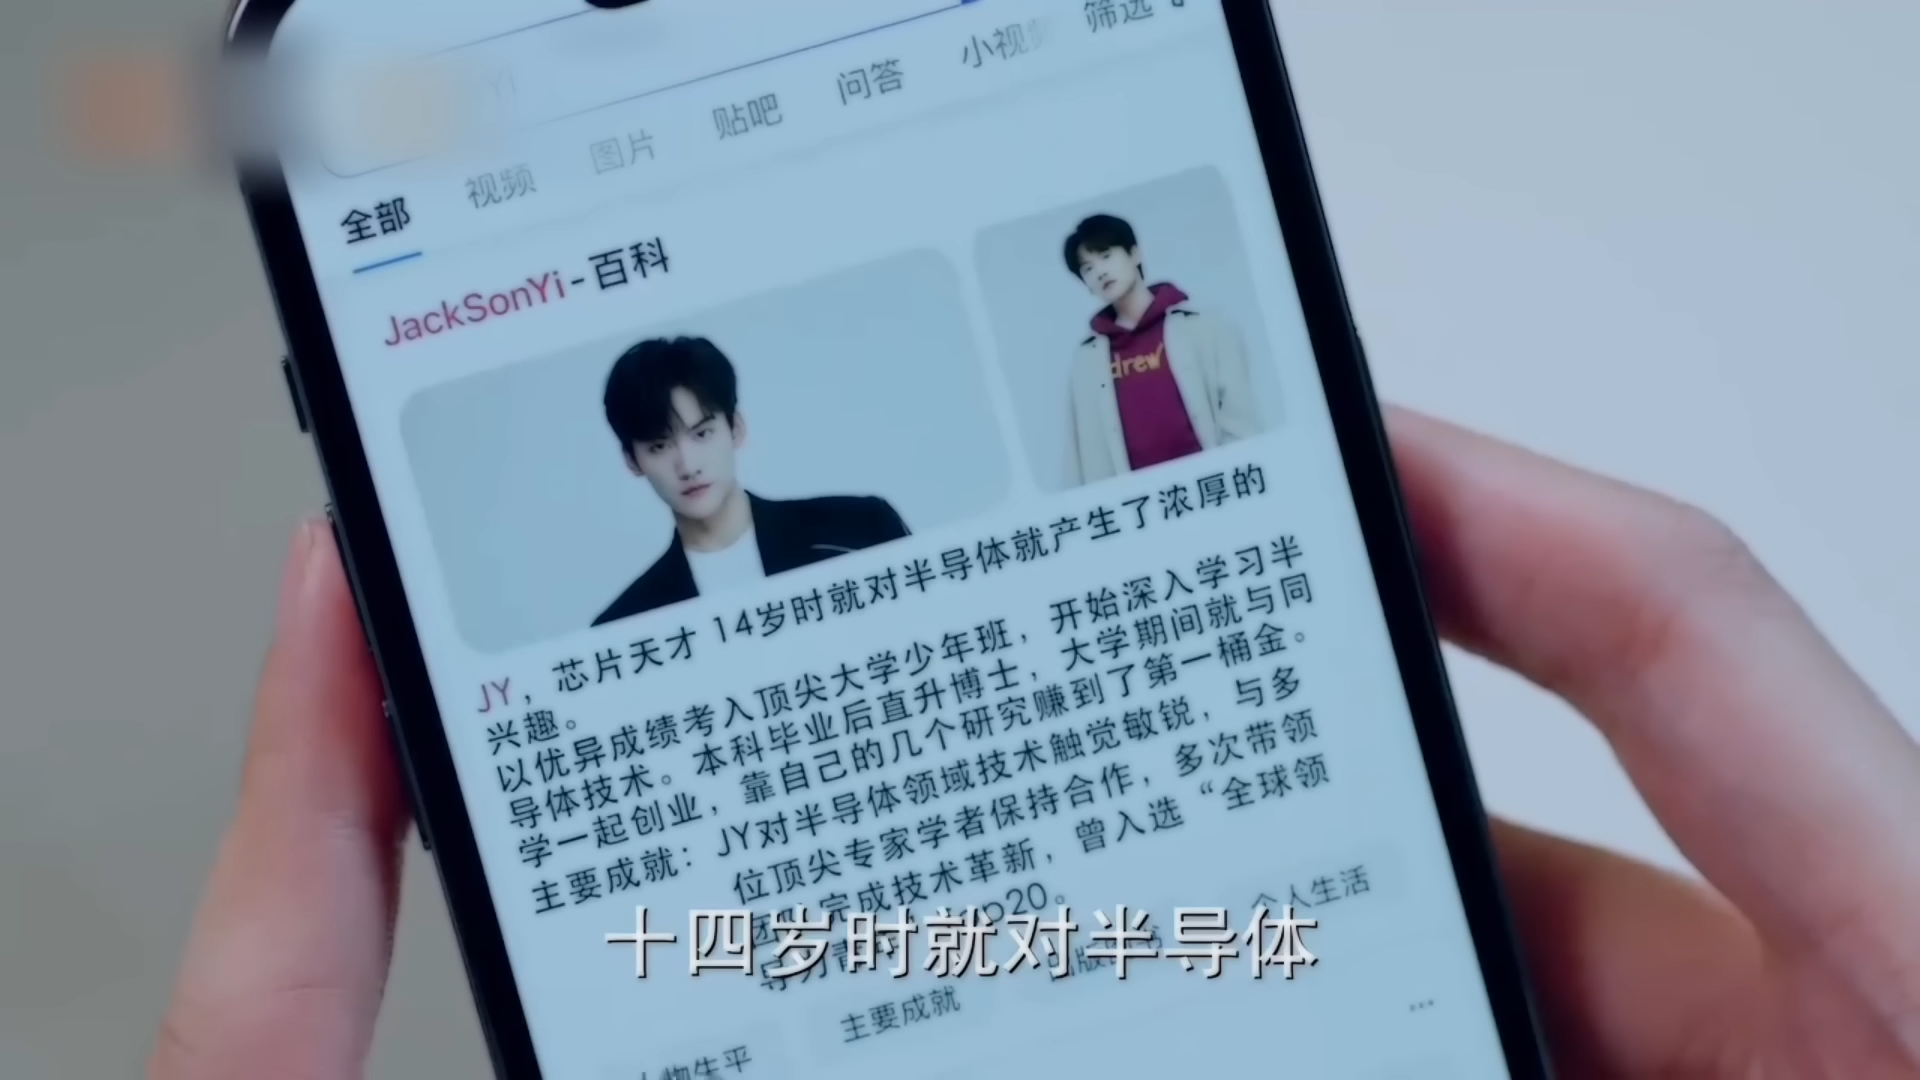 全部 视频 图片 贴吧 问答 小视频 筛选
JackSonYi-百科
drew
JY，芯片天才 14岁时就对半导体就产生了浓厚的
兴趣。
以优异成绩考入顶尖大学少年班，开始深入学习半
导体技术。本科毕业后直升博士，大学期间就与同
学一起创业，靠自己的几个研究赚到了第一桶金。
主要成就：JY对半导体领域技术触觉敏锐，与多
位顶尖专家学者保持合作，多次带领
团队完成技术革新，曾入选“全球领
十四岁时就对半导体
个人生活
主要成就
人物生平